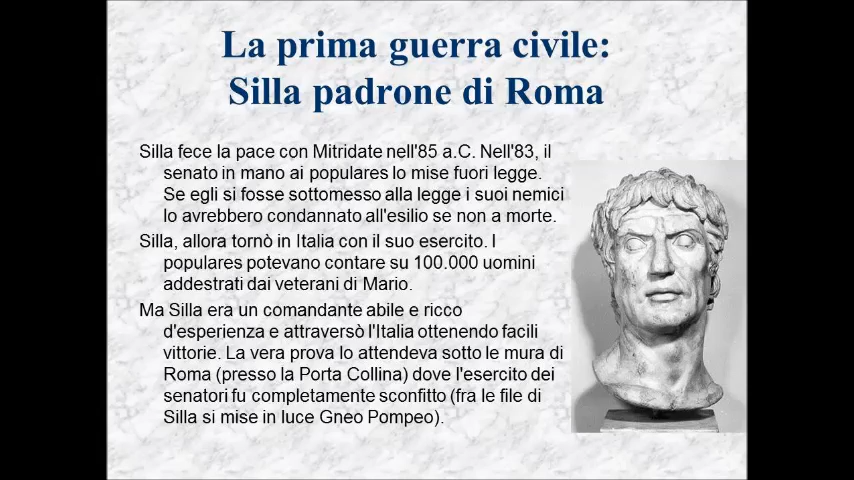 La prima guerra civile:
Silla padrone di Roma
Silla fece la pace con Mitridate nell'85 a.C. Nell'83, il
senato in mano ai populares lo mise fuori legge.
Se egli si fosse sottomesso alla legge i suoi nemici
lo avrebbero condannato all'esilio se non a morte.
Silla, allora tornò in Italia con il suo esercito. I
populares potevano contare su 100.000 uomini
addestrati dai veterani di Mario.
Ma Silla era un comandante abile e ricco
d'esperienza e attraversò l'Italia ottenendo facili
vittorie. La vera prova lo attendeva sotto le mura di
Roma (presso la Porta Collina) dove l'esercito dei
senatori fu completamente sconfitto (fra le file di
Silla si mise in luce Gneo Pompeo).